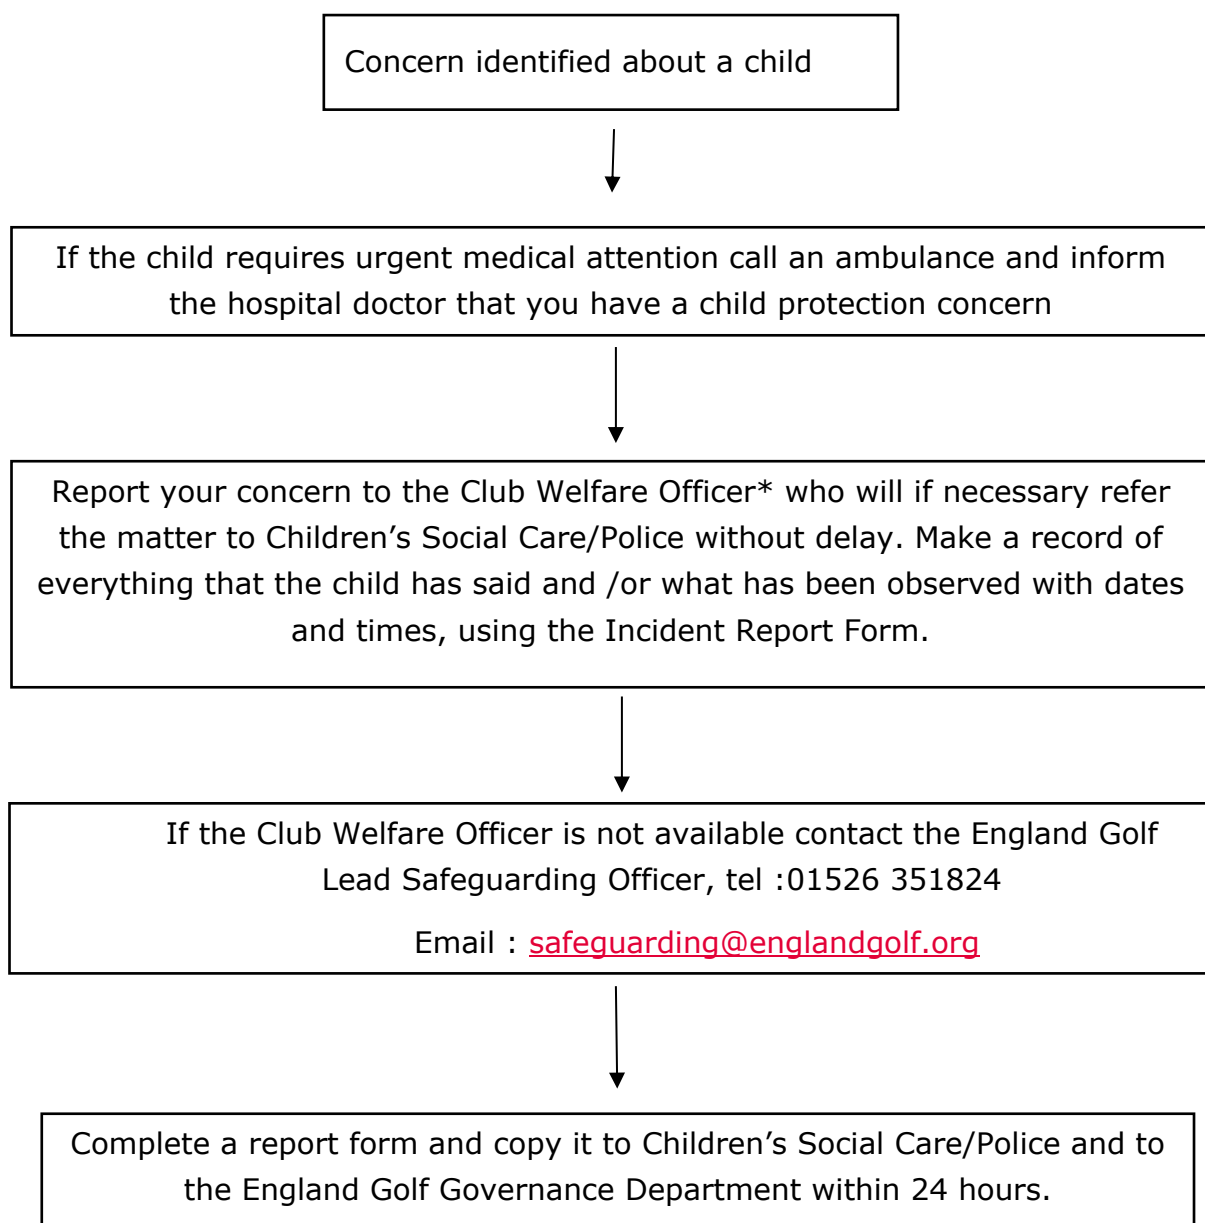 Concern identified about a child
If the child requires urgent medical attention call an ambulance and inform
the hospital doctor that you have a child protection concern
Report your concern to the Club Welfare Officer* who will if necessary refer
the matter to Children’s Social Care/Police without delay. Make a record of
everything that the child has said and /or what has been observed with dates
and times, using the Incident Report Form.
If the Club Welfare Officer is not available contact the England Golf
Lead Safeguarding Officer, tel :01526 351824
Email : safeguarding@englandgolf.org
Complete a report form and copy it to Children’s Social Care/Police and to
the England Golf Governance Department within 24 hours.